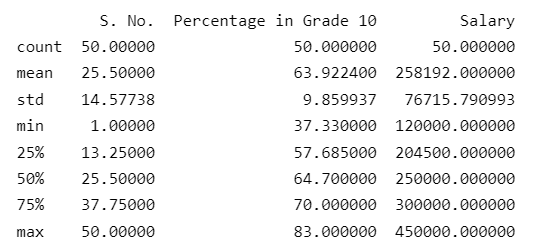 S. No. Percentage in Grade 10 Salary
count 50.00000 50.000000 50.000000
mean 25.50000 63.922400 258192.000000
std 14.57738 9.859937 76715.790993
min 1.00000 37.330000 120000.000000
25% 13.25000 57.685000 204500.000000
50% 25.50000 64.700000 250000.000000
75% 37.75000 70.000000 300000.000000
max 50.00000 83.000000 450000.000000